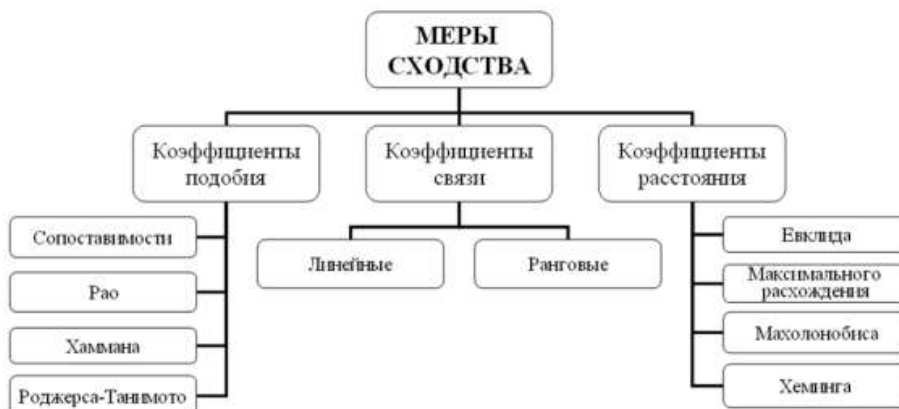 МЕРЫ
СХОДСТВА
Коэффициенты
подобия
Коэффициенты
связи
Коэффициенты
расстояния
Сопоставимости
Рао
Хаммана
Роджерса-Танимото
Линейные
Ранговые
Евклида
Максимального
расхождения
Махолонобиса
Хеминга